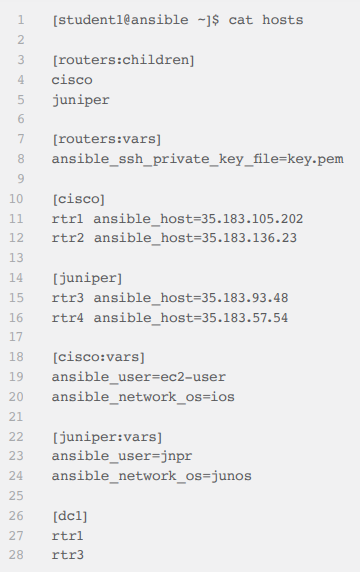 1 [student1@ansible ~]$ cat hosts
2
3 [routers:children]
4 cisco
5 juniper
6
7 [routers:vars]
8 ansible_ssh_private_key_file=key.pem
9
10 [cisco]
11 rtr1 ansible_host=35.183.105.202
12 rtr2 ansible_host=35.183.136.23
13
14 [juniper]
15 rtr3 ansible_host=35.183.93.48
16 rtr4 ansible_host=35.183.57.54
17
18 [cisco:vars]
19 ansible_user=ec2-user
20 ansible_network_os=ios
21
22 [juniper:vars]
23 ansible_user=jnpr
24 ansible_network_os=junos
25
26 [dc1]
27 rtr1
28 rtr3